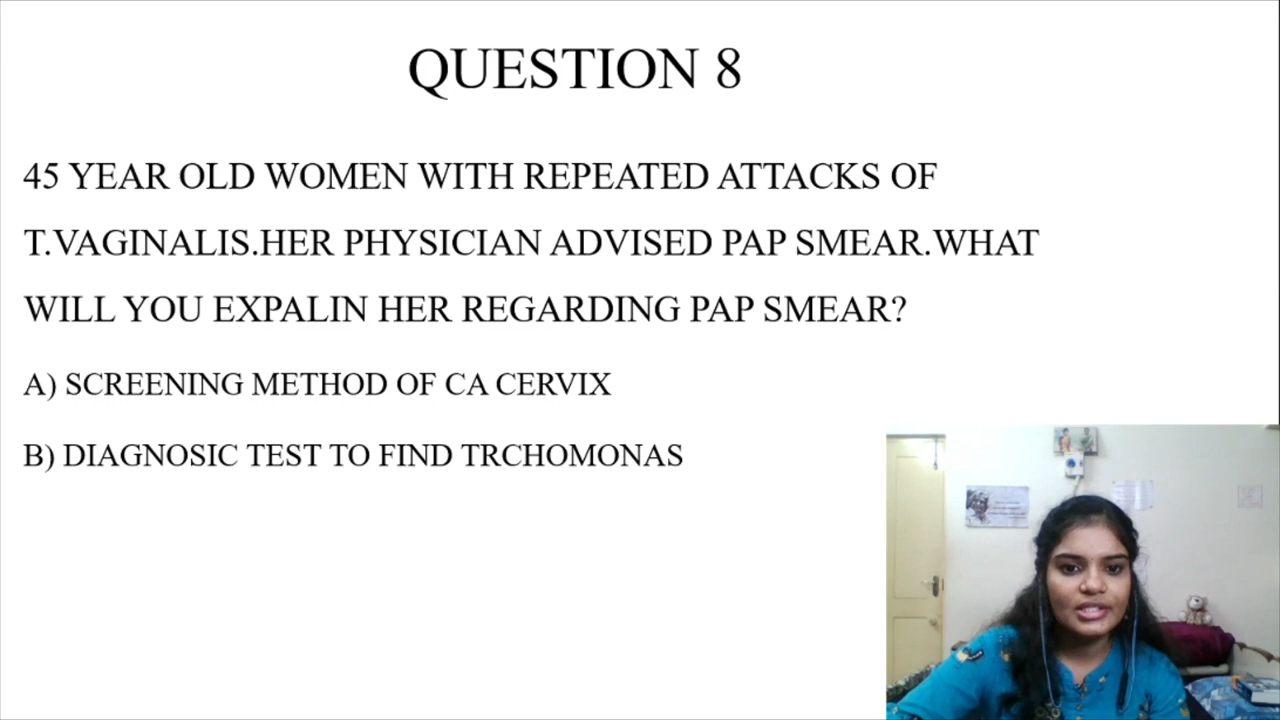 QUESTION 8
45 YEAR OLD WOMEN WITH REPEATED ATTACKS OF
T.VAGINALIS.HER PHYSICIAN ADVISED PAP SMEAR.WHAT
WILL YOU EXPALIN HER REGARDING PAP SMEAR?
A) SCREENING METHOD OF CA CERVIX
B) DIAGNOSIC TEST TO FIND TRCHOMONAS